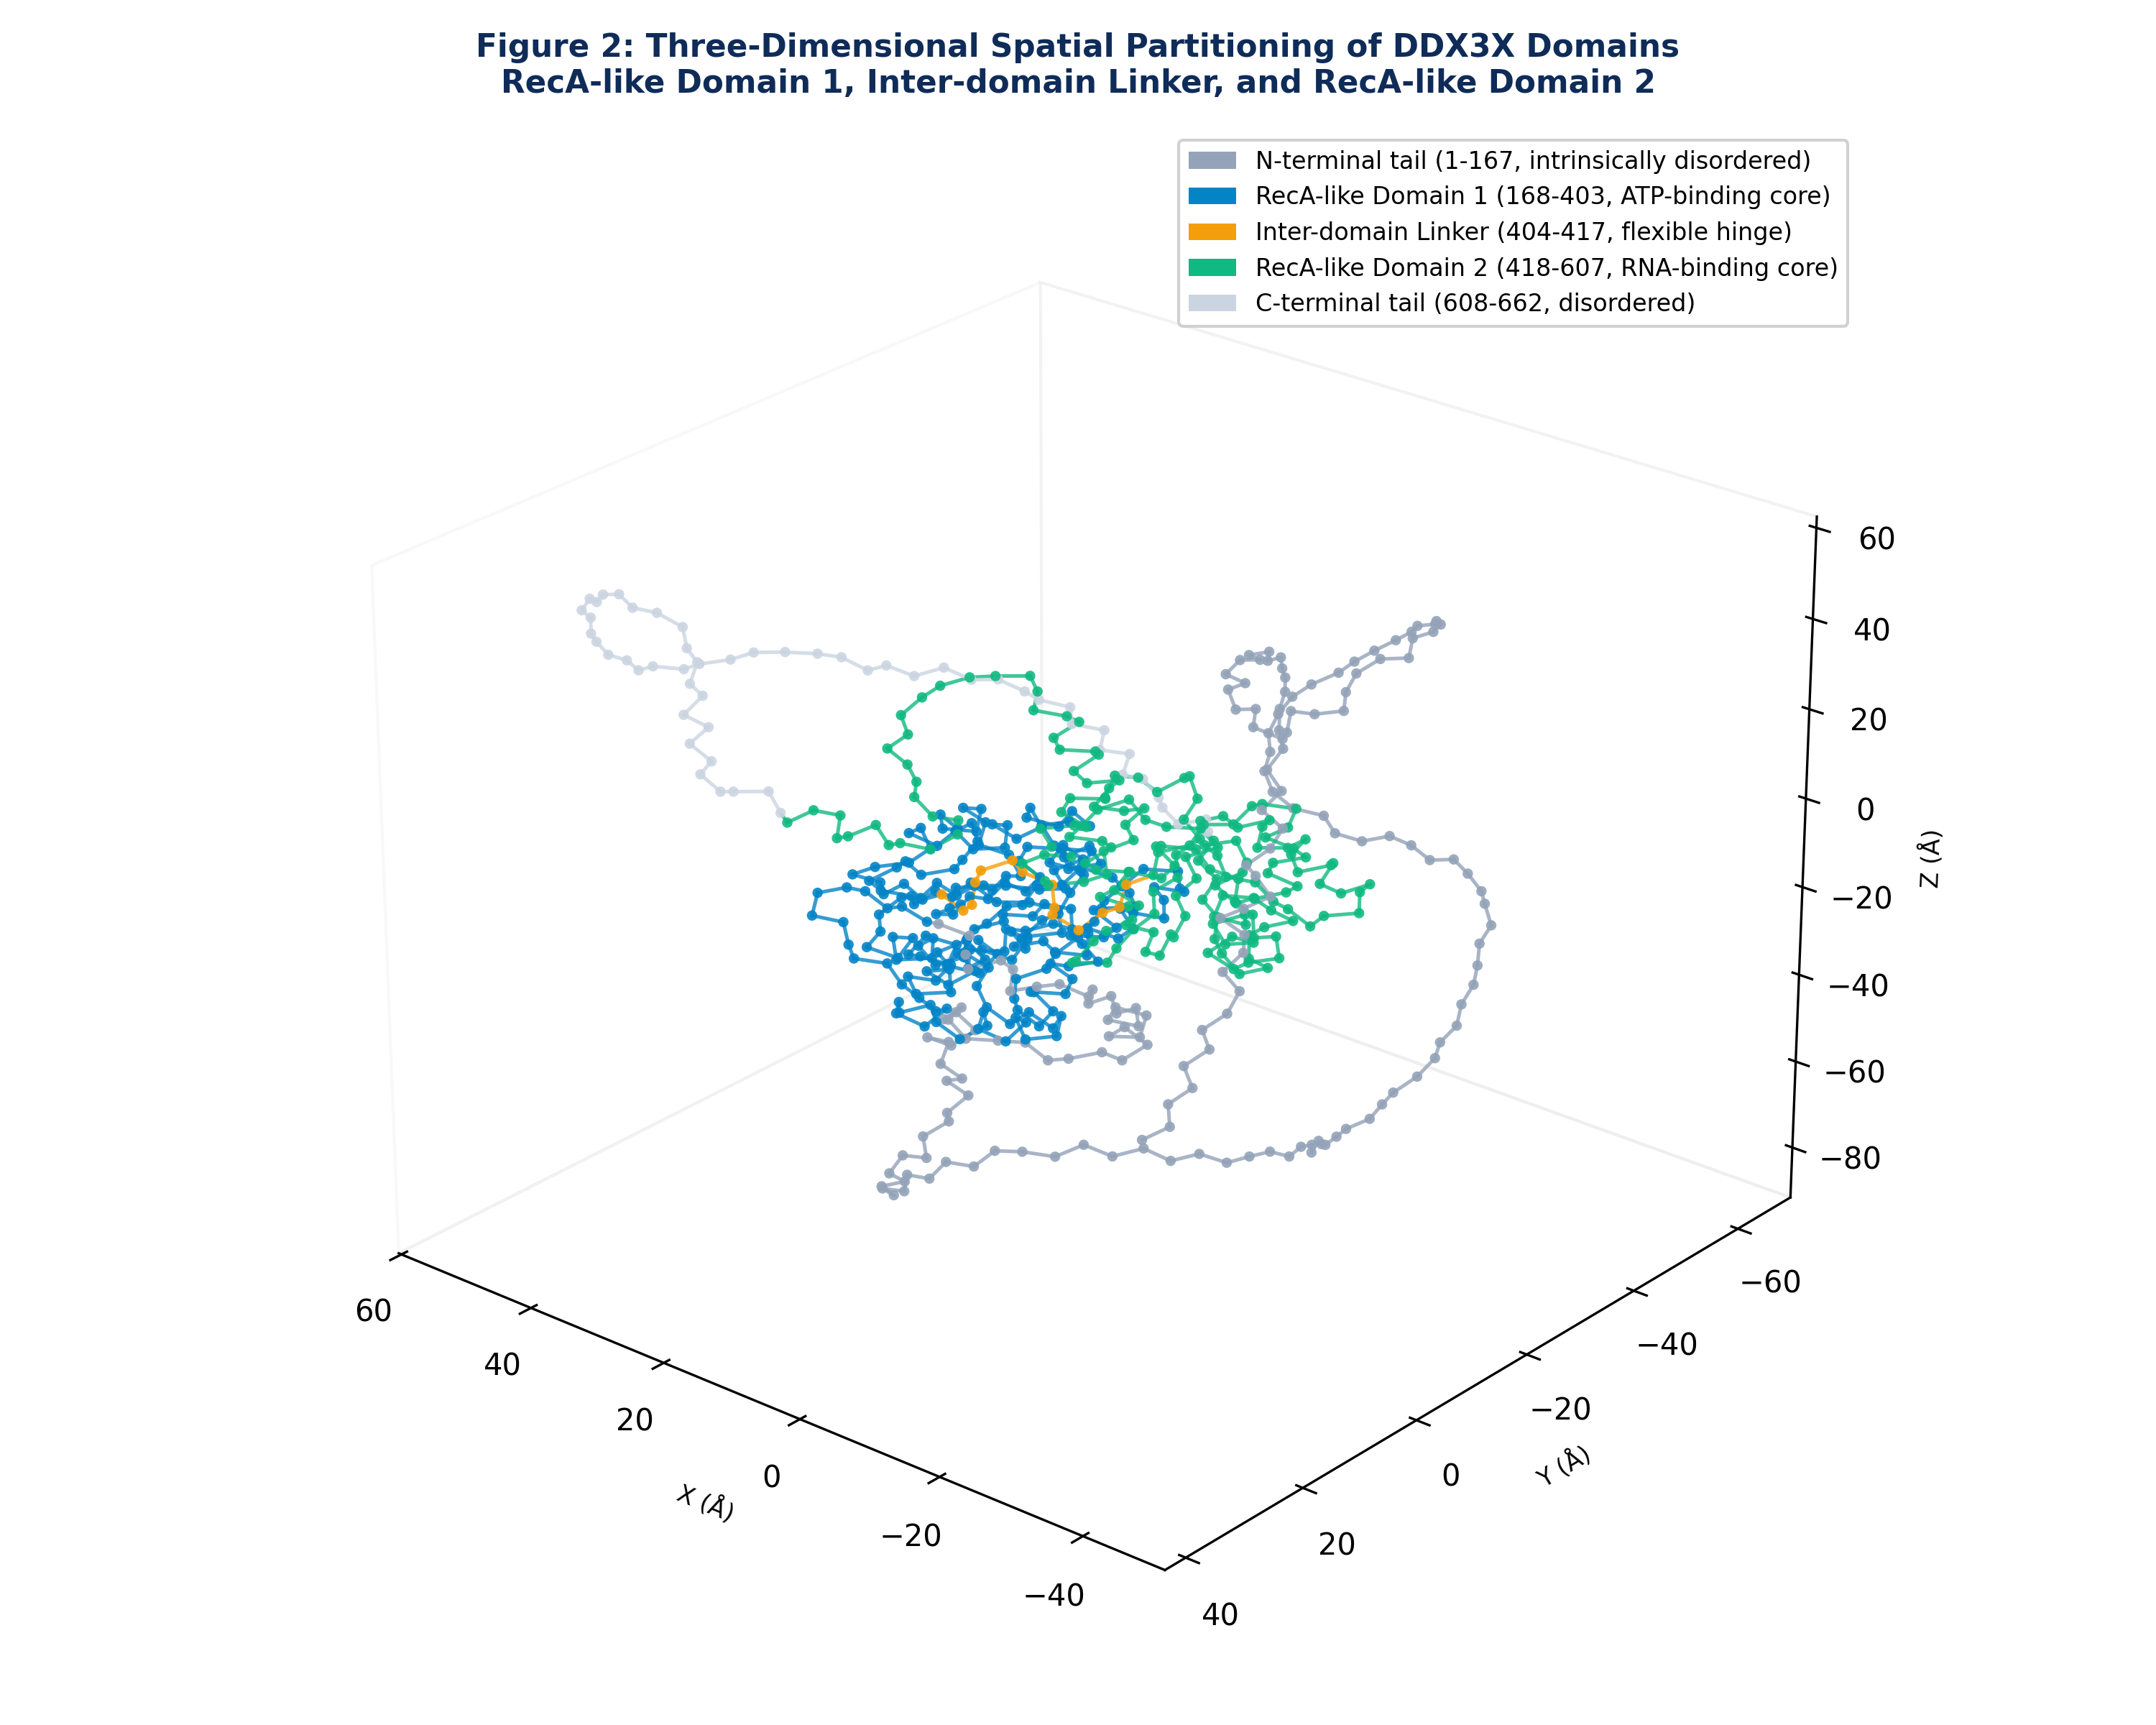 Figure 2: Three-Dimensional Spatial Partitioning of DDX3X Domains
RecA-like Domain 1, Inter-domain Linker, and RecA-like Domain 2
N-terminal tail (1-167, intrinsically disordered)
RecA-like Domain 1 (168-403, ATP-binding core)
Inter-domain Linker (404-417, flexible hinge)
RecA-like Domain 2 (418-607, RNA-binding core)
C-terminal tail (608-662, disordered)
60
40
20
0
−20
−40
−60
−80
Z (Å)
60
40
20
0
−20
−40
X (Å)
−60
−40
−20
0
20
40
Y (Å)